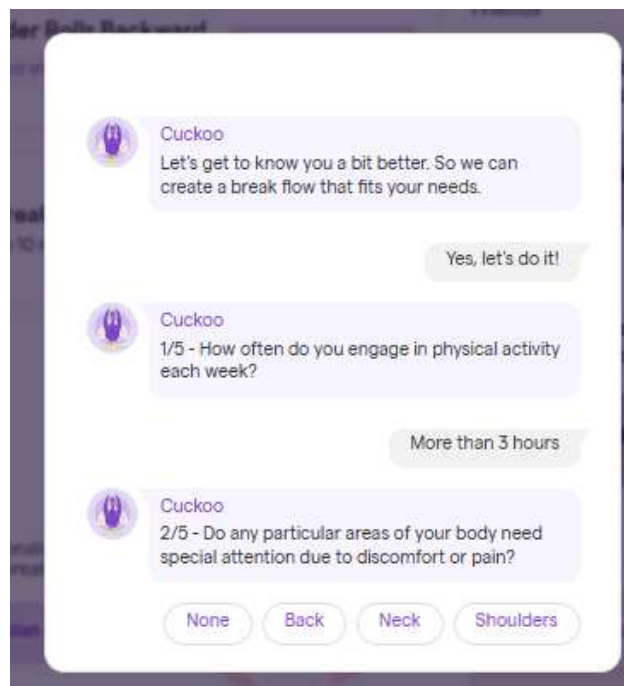 der Rolls Backward
Cuckoo
Let's get to know you a bit better. So we can
create a break flow that fits your needs.
Yes, let's do it!
Cuckoo
1/5 - How often do you engage in physical activity
each week?
More than 3 hours
Cuckoo
2/5 - Do any particular areas of your body need
special attention due to discomfort or pain?
None
Back
Neck
Shoulders